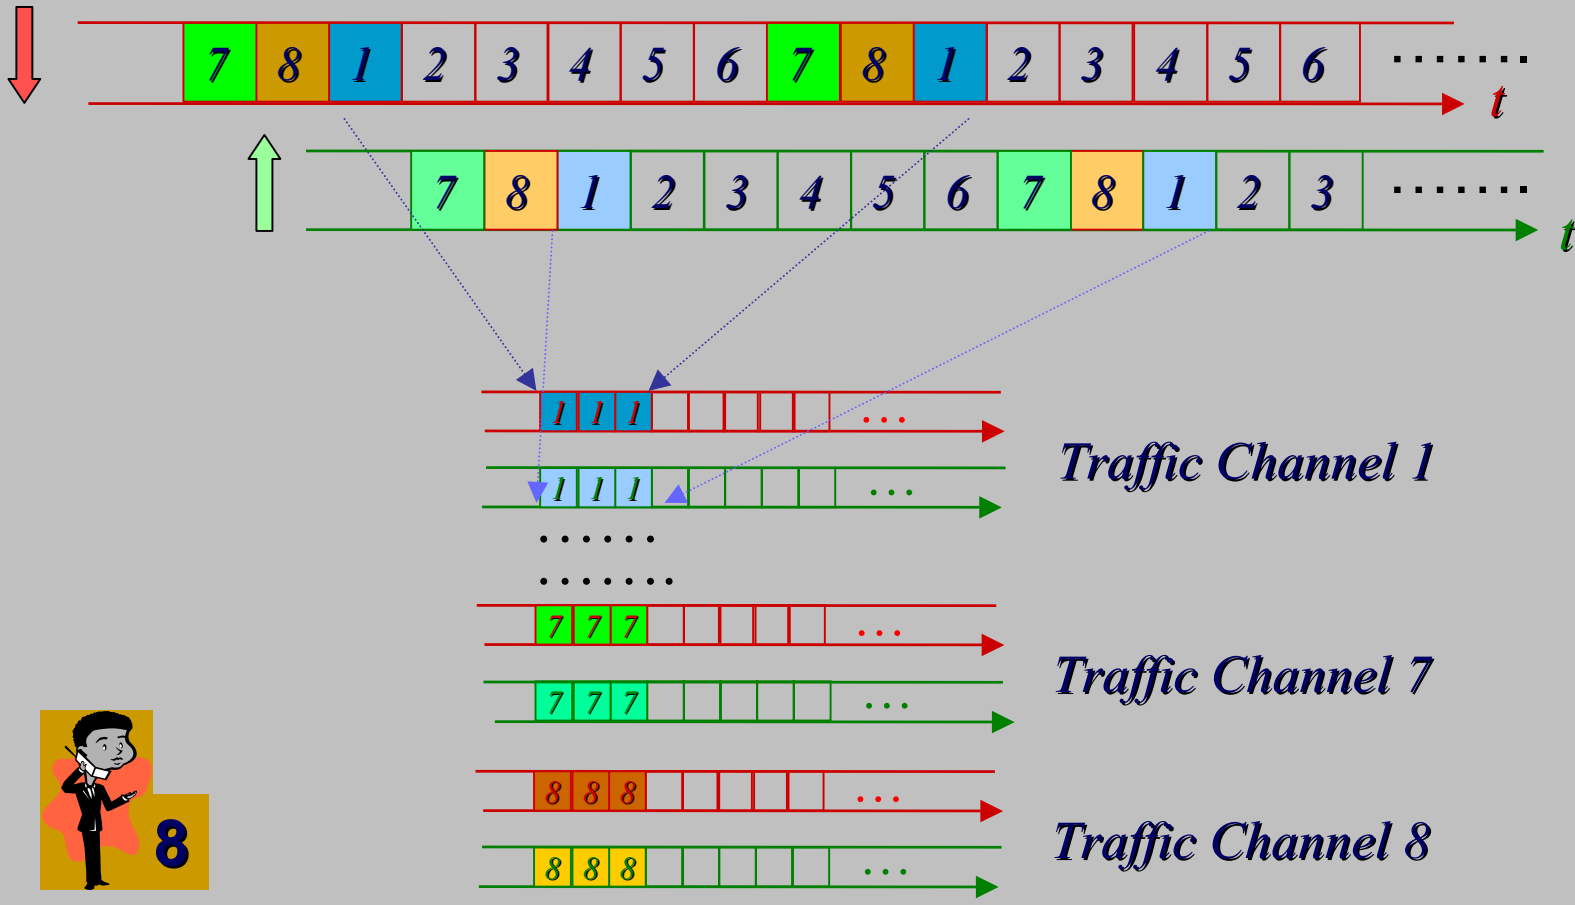 7 8 1 2 3 4 5 6 7 8 1 2 3 4 5 6 .......
t
7 8 1 2 3 4 5 6 7 8 1 2 3 .......
t
1 1 1 ...
Traffic Channel 1
1 1 1 ...
......
.......
7 7 7 ...
Traffic Channel 7
7 7 7 ...
8 8 8 ...
Traffic Channel 8
8 8 8 ...
8